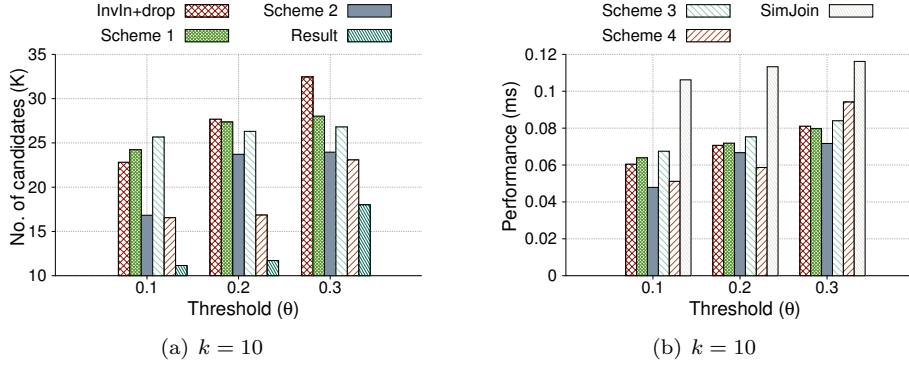 InvIn+drop
Scheme 1
Scheme 2
Result
No. of candidates (K)
35
30
25
20
15
10
0.1
0.2
0.3
Threshold (θ)
(a) k = 10
Scheme 3
Scheme 4
SimJoin
Performance (ms)
0.12
0.1
0.08
0.06
0.04
0.02
0
0.1
0.2
0.3
Threshold (θ)
(b) k = 10